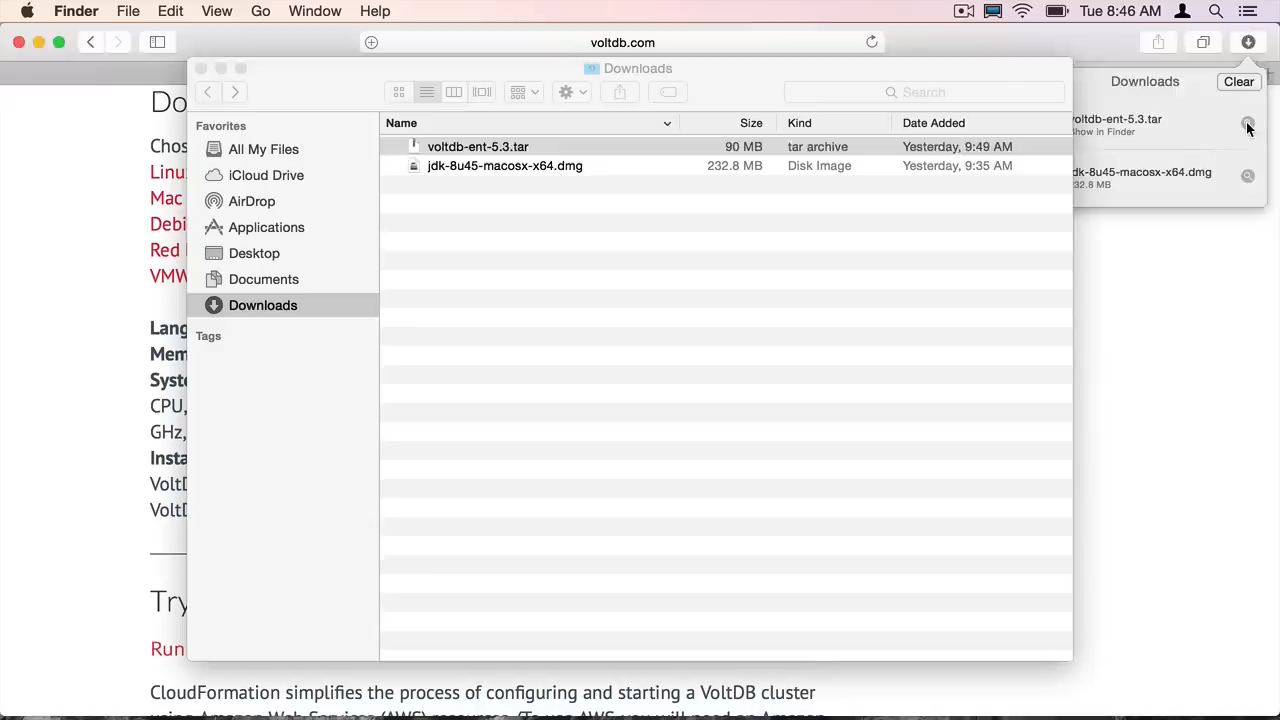 Finder File Edit View Go Window Help Tue 8:46 AM
voltdb.com
Downloads
Search
Downloads Clear
voltdb-ent-5.3.tar
Show in Finder
jdk-8u45-macosx-x64.dmg
232.8 MB
Favorites
All My Files
iCloud Drive
AirDrop
Applications
Desktop
Documents
Downloads
Tags
Name Size Kind Date Added
voltdb-ent-5.3.tar 90 MB tar archive Yesterday, 9:49 AM
jdk-8u45-macosx-x64.dmg 232.8 MB Disk Image Yesterday, 9:35 AM
Do
Chos
Linu
Mac
Debi
Red
VMW
Lang
Mem
Syst
CPU,
GHz,
Insta
VoltD
VoltD
Try
Run
CloudFormation simplifies the process of configuring and starting a VoltDB cluster